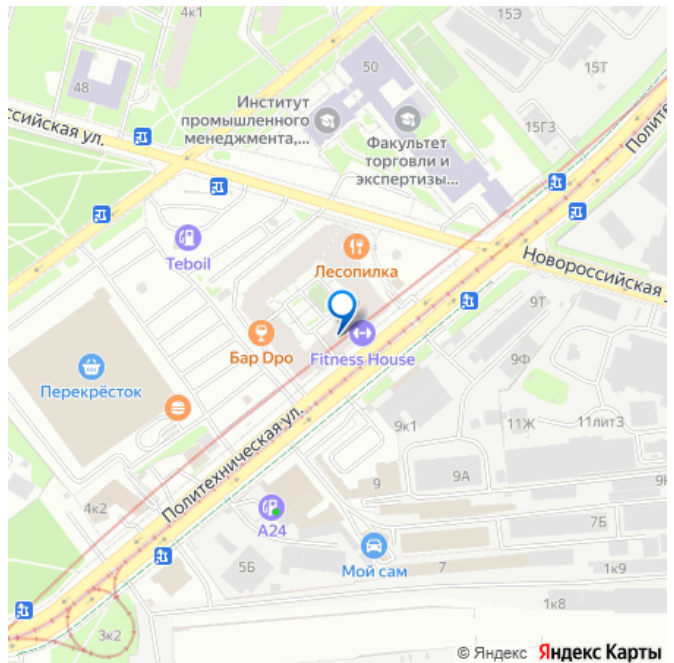 4к1
15Э
50
15Т
48
Институт
промышленного
менеджмента,...
15Г3
Факультет
торговли и
экспертизы...
ссийская ул.
Полите
Teboil
Лесопилка
Новороссийская
Бар Dро
Fitness House
9Т
Перекрёсток
9Ф
Политехническая ул.
9к1
11Ж
11лит3
9А
9
4к2
А24
7Б
5Б
Мой сам
7
1к9
1к8
3к2
© Яндекс Яндекс Карты